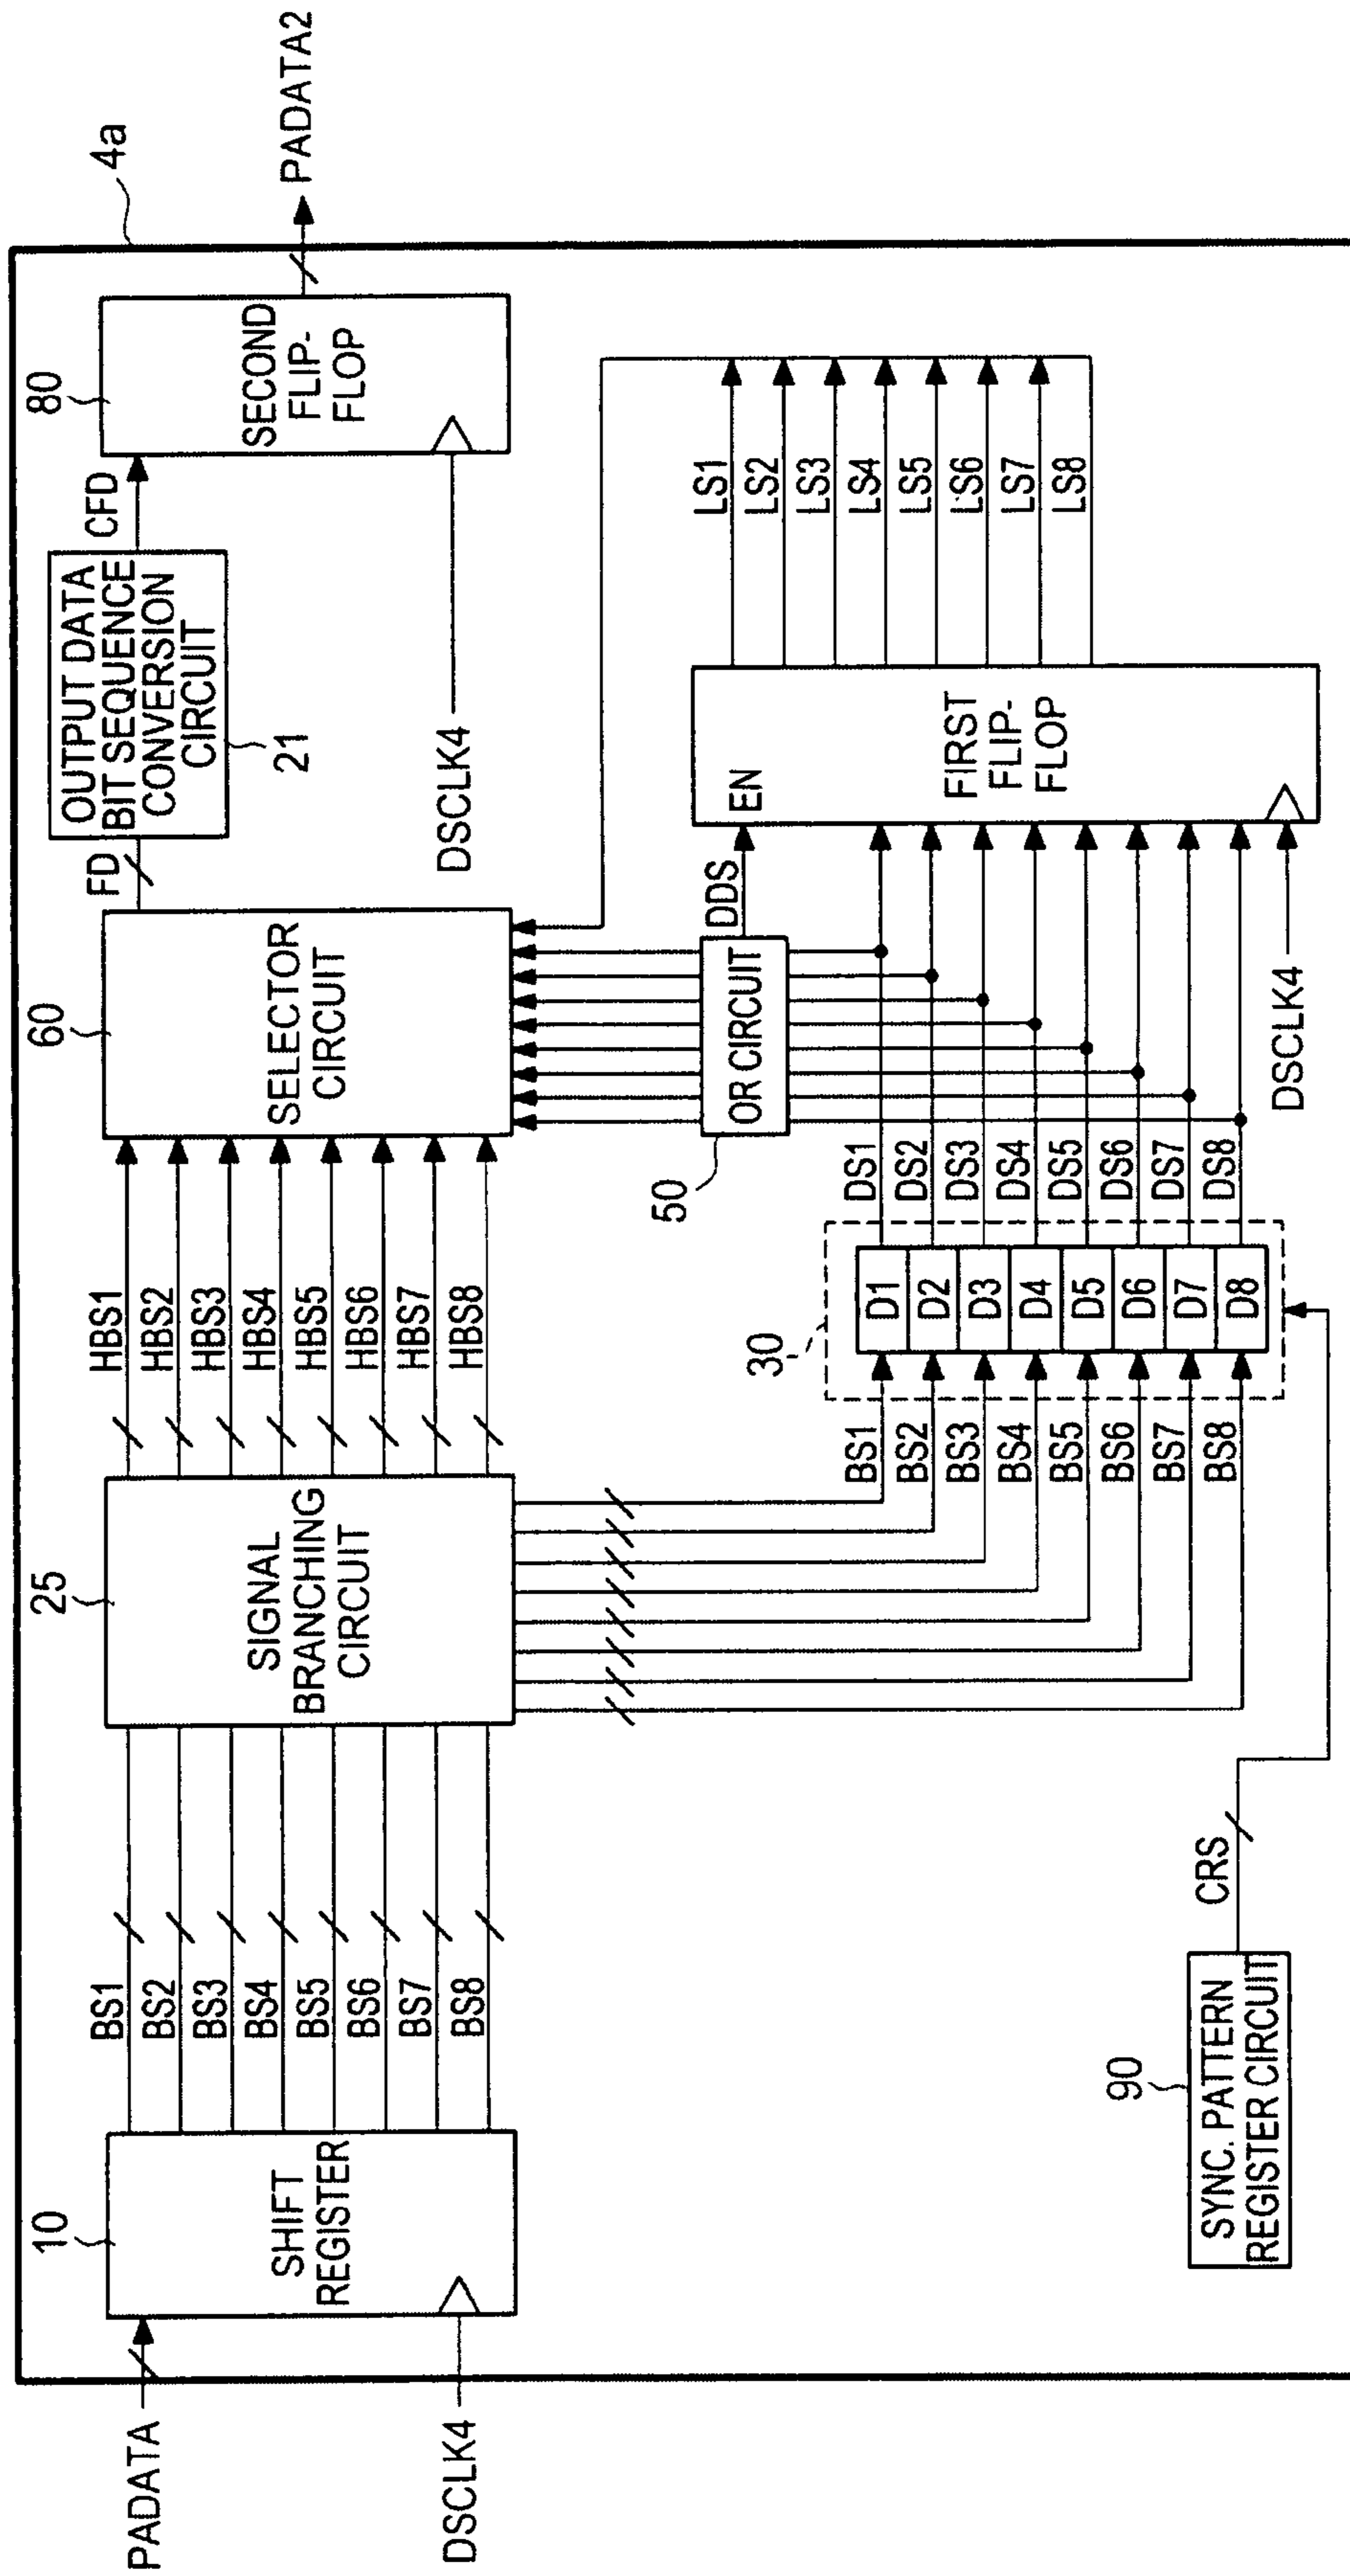 PADATA
DSCLK4
10
SHIFT
REGISTER
BS1
BS2
BS3
BS4
BS5
BS6
BS7
BS8
25
SIGNAL
BRANCHING
CIRCUIT
HBS1
HBS2
HBS3
HBS4
HBS5
HBS6
HBS7
HBS8
60
SELECTOR
CIRCUIT
FD
OUTPUT DATA
BIT SEQUENCE
CONVERSION
CIRCUIT
21
CFD
80
SECOND
FLIP-
FLOP
DSCLK4
4a
PADATA2
90
SYNC. PATTERN
REGISTER CIRCUIT
CRS
BS1
BS2
BS3
BS4
BS5
BS6
BS7
BS8
30
D1
D2
D3
D4
D5
D6
D7
D8
DS1
DS2
DS3
DS4
DS5
DS6
DS7
DS8
50
OR CIRCUIT
DDS
DSCLK4
EN
FIRST
FLIP-
FLOP
LS1
LS2
LS3
LS4
LS5
LS6
LS7
LS8